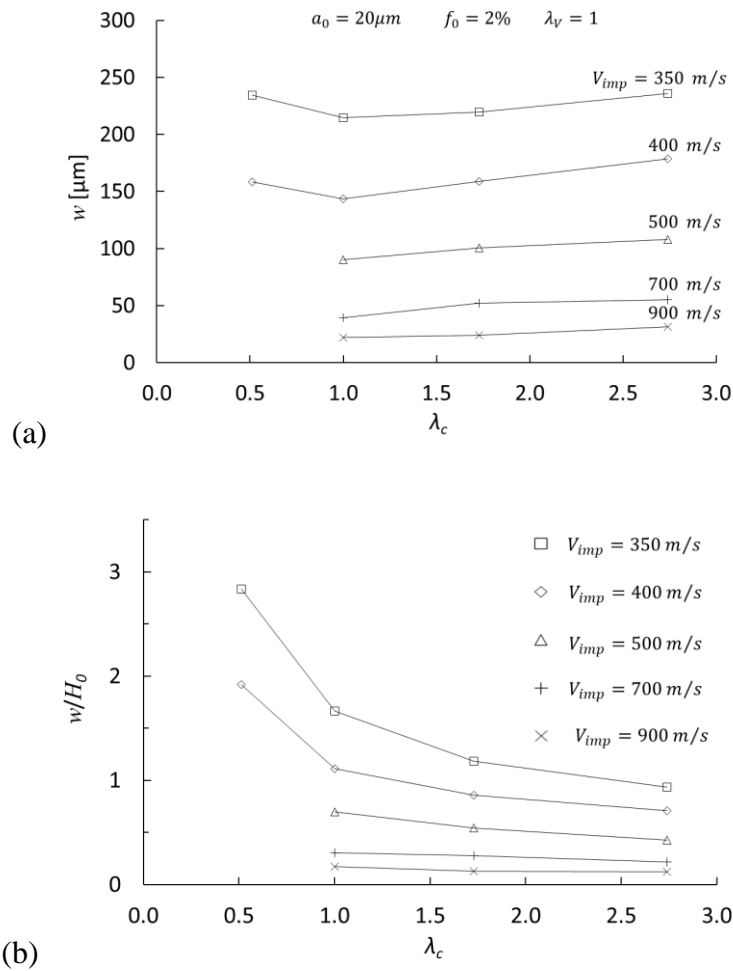 a₀ = 20μm f₀ = 2% λ_V = 1
300
250
200
150
100
50
0
w [μm]
V_imp = 350 m/s
400 m/s
500 m/s
700 m/s
900 m/s
0.0 0.5 1.0 1.5 2.0 2.5 3.0
λ_c
(a)
3
2
1
0
w/H₀
V_imp = 350 m/s
V_imp = 400 m/s
V_imp = 500 m/s
V_imp = 700 m/s
V_imp = 900 m/s
0.0 0.5 1.0 1.5 2.0 2.5 3.0
λ_c
(b)